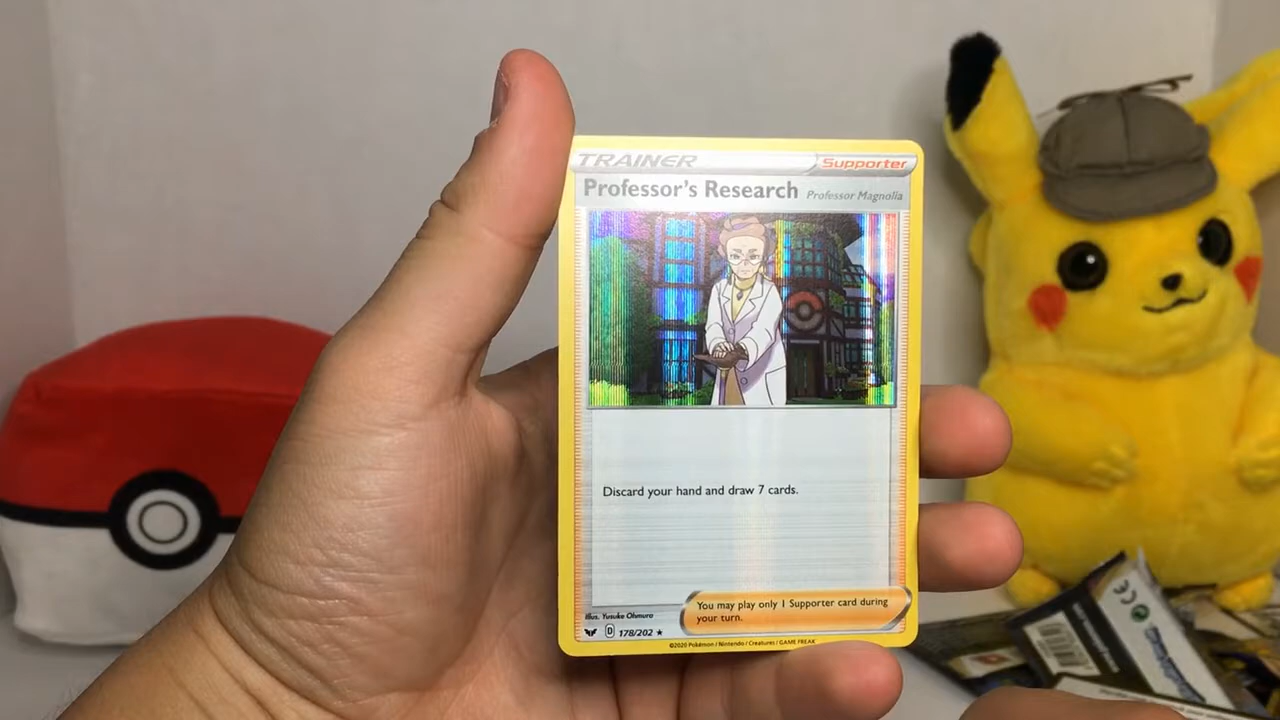 TRAINER Supporter
Professor's Research Professor Magnolia
Discard your hand and draw 7 cards.
Illus. Yusuke Ohmura
You may play only 1 Supporter card during
your turn.
D 178/202 ★
©2020 Pokémon / Nintendo / Creatures / GAME FREAK
CE